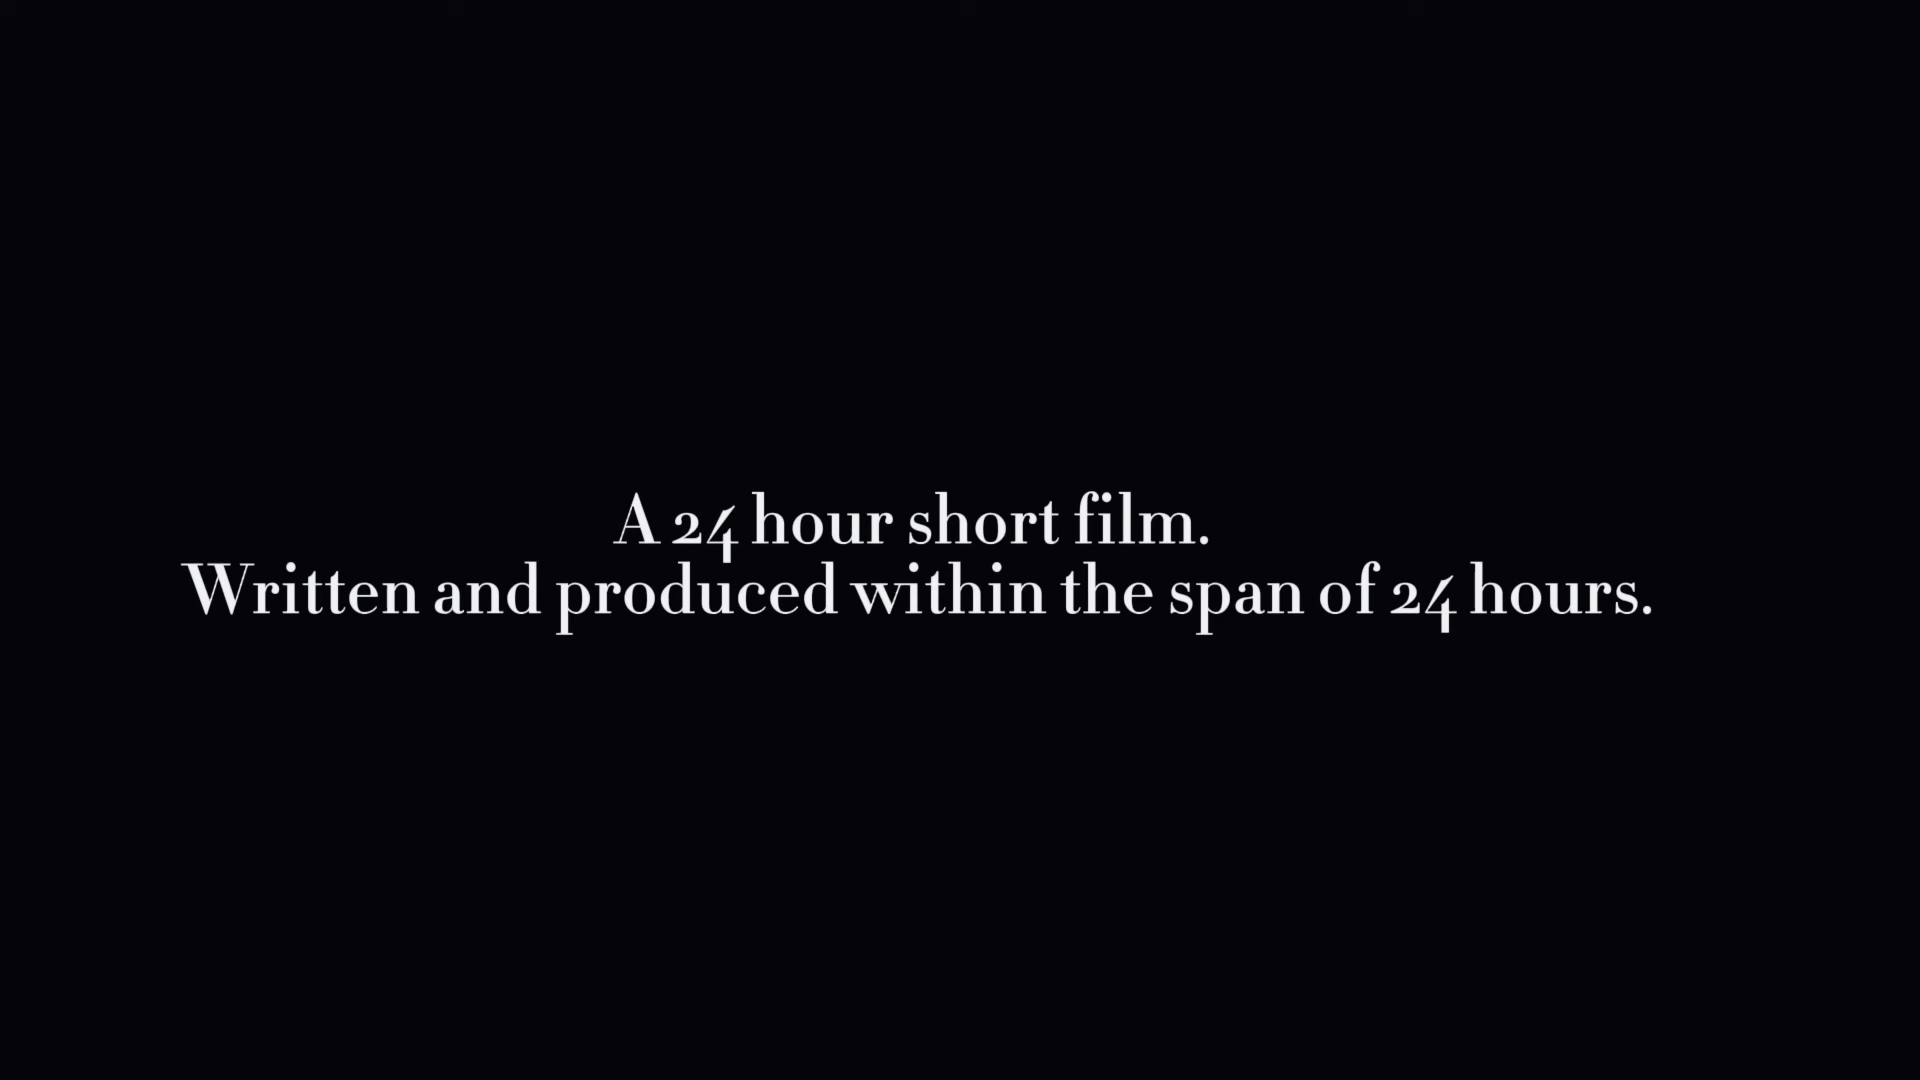 A 24 hour short film.
Written and produced within the span of 24 hours.